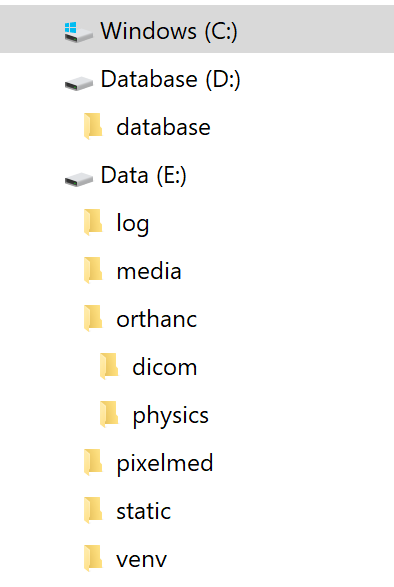 Windows (C:)
Database (D:)
database
Data (E:)
log
media
orthanc
dicom
physics
pixelmed
static
venv